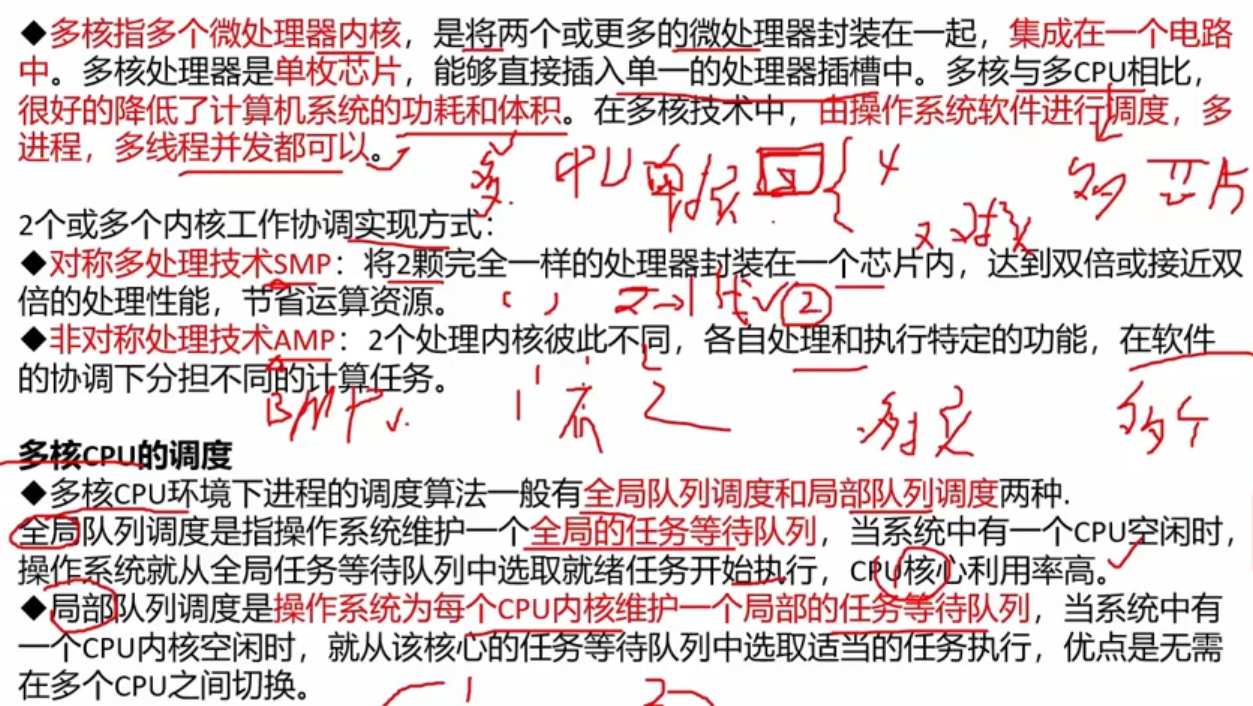 ◆多核指多个微处理器内核，是将两个或更多的微处理器封装在一起，集成在一个电路
中。多核处理器是单枚芯片，能够直接插入单一的处理器插槽中。多核与多CPU相比，
很好的降低了计算机系统的功耗和体积。在多核技术中，由操作系统软件进行调度，多
进程，多线程并发都可以。
多 CPU 4 多 芯片
2个或多个内核工作协调实现方式：
◆对称多处理技术SMP：将2颗完全一样的处理器封装在一个芯片内，达到双倍或接近双
倍的处理性能，节省运算资源。
②
◆非对称处理技术AMP：2个处理内核彼此不同，各自处理和执行特定的功能，在软件
的协调下分担不同的计算任务。
BMP 多个
多核CPU的调度
◆多核CPU环境下进程的调度算法一般有全局队列调度和局部队列调度两种.
全局队列调度是指操作系统维护一个全局的任务等待队列，当系统中有一个CPU空闲时，
操作系统就从全局任务等待队列中选取就绪任务开始执行，CPU核心利用率高。
◆局部队列调度是操作系统为每个CPU内核维护一个局部的任务等待队列，当系统中有
一个CPU内核空闲时，就从该核心的任务等待队列中选取适当的任务执行，优点是无需
在多个CPU之间切换。
1 2